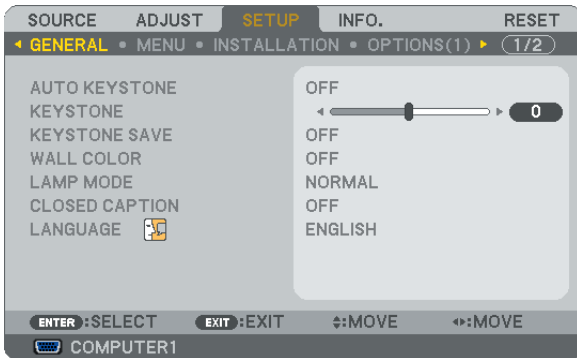 SOURCE ADJUST SETUP INFO. RESET
GENERAL • MENU • INSTALLATION • OPTIONS(1) 1/2
AUTO KEYSTONE OFF
KEYSTONE 0
KEYSTONE SAVE OFF
WALL COLOR OFF
LAMP MODE NORMAL
CLOSED CAPTION OFF
LANGUAGE ENGLISH
ENTER :SELECT EXIT :EXIT :MOVE :MOVE
COMPUTER1